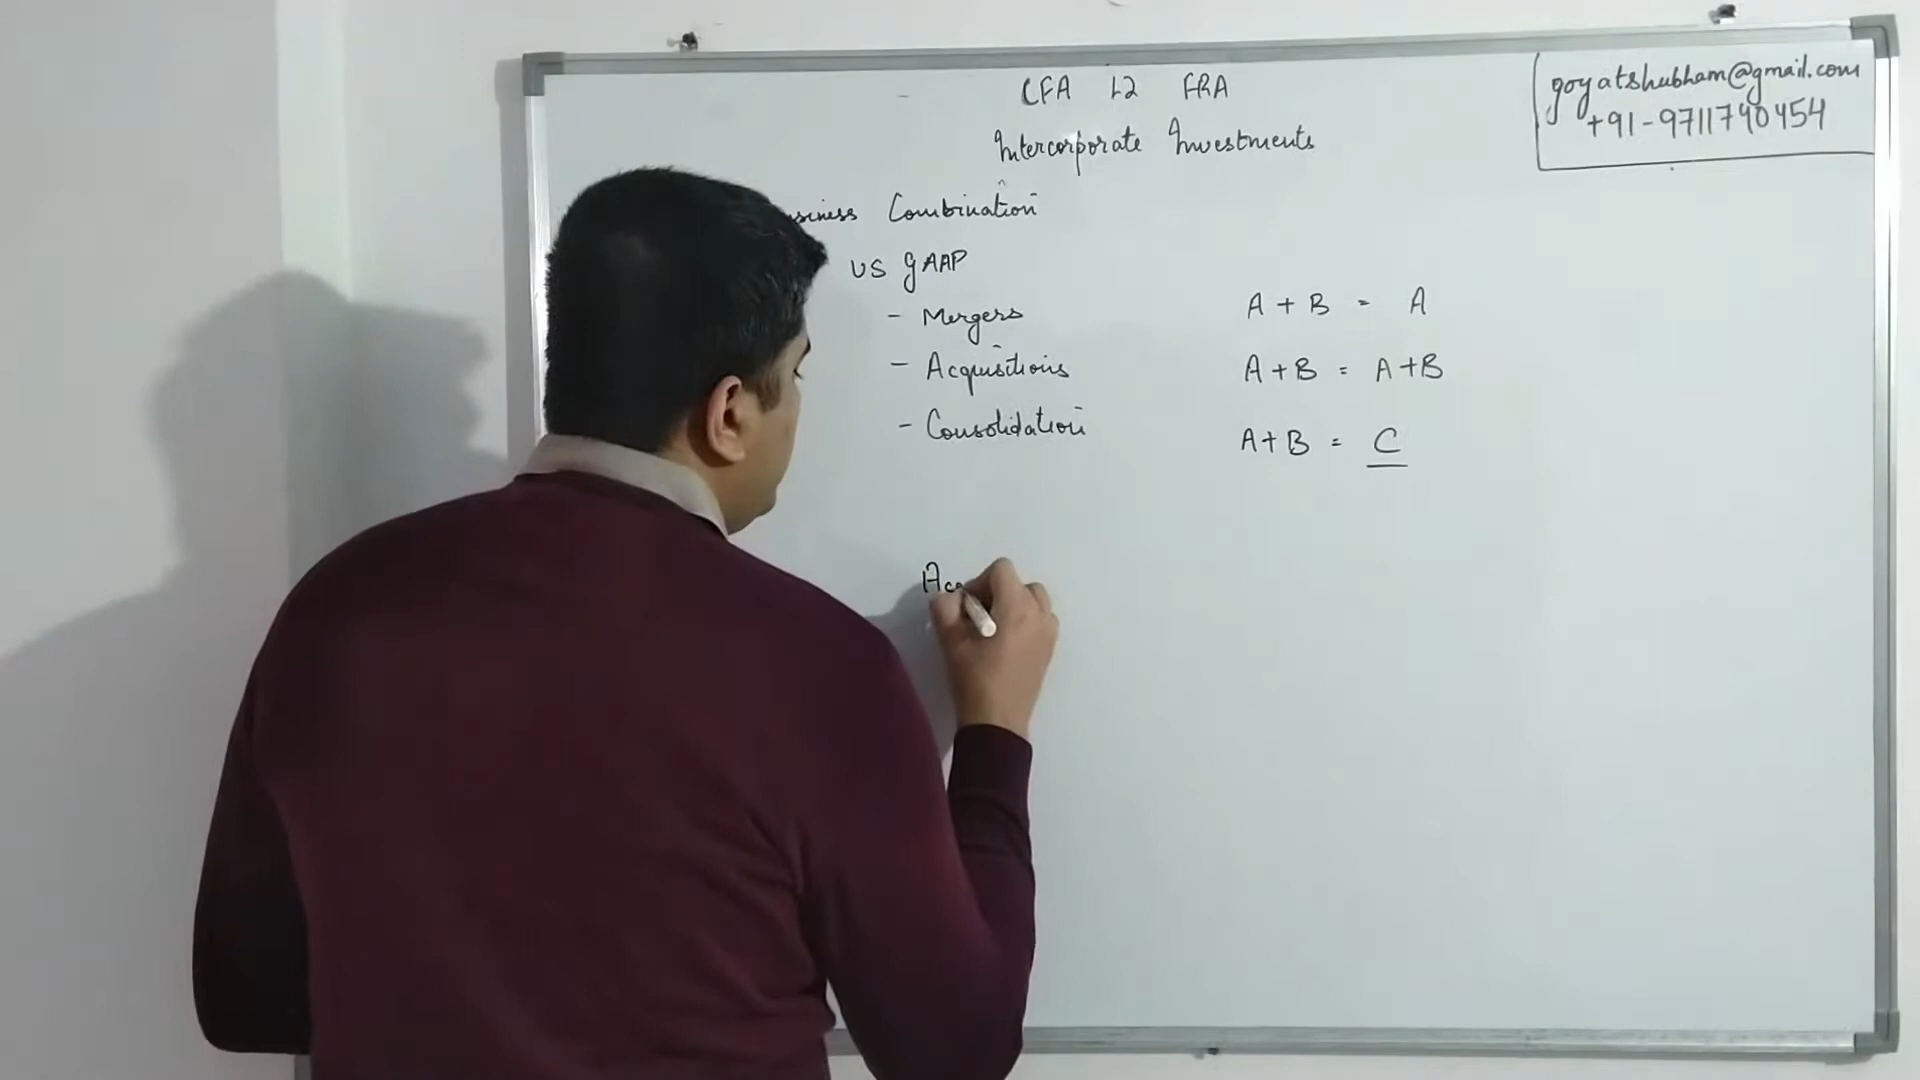 CFA L2 FRA
goyatshubham@gmail.com
+91-9711740454
Intercorporate Investments
Combination
US GAAP
- Mergers A + B = A
- Acquisitions A + B = A + B
- Consolidation A + B = C